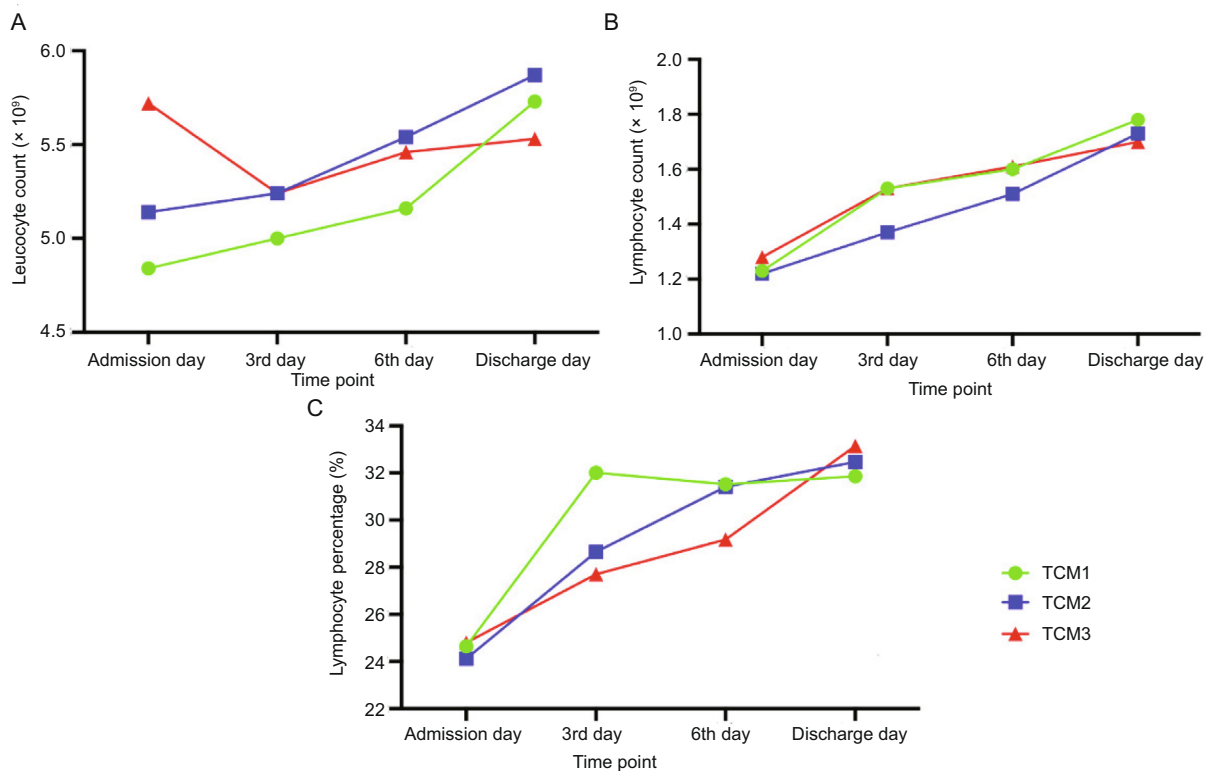 A
Leucocyte count (× 10⁹)
6.0
5.5
5.0
4.5
Admission day 3rd day 6th day Discharge day
Time point
B
Lymphocyte count (× 10⁹)
2.0
1.8
1.6
1.4
1.2
1.0
Admission day 3rd day 6th day Discharge day
Time point
C
Lymphocyte percentage (%)
34
32
30
28
26
24
22
Admission day 3rd day 6th day Discharge day
Time point
TCM1
TCM2
TCM3